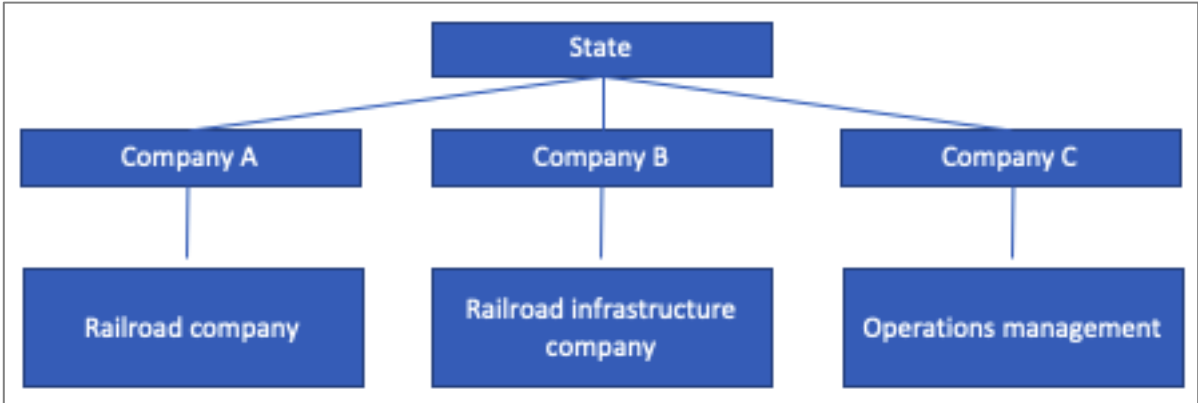 State
Company A
Company B
Company C
Railroad company
Railroad infrastructure
company
Operations management